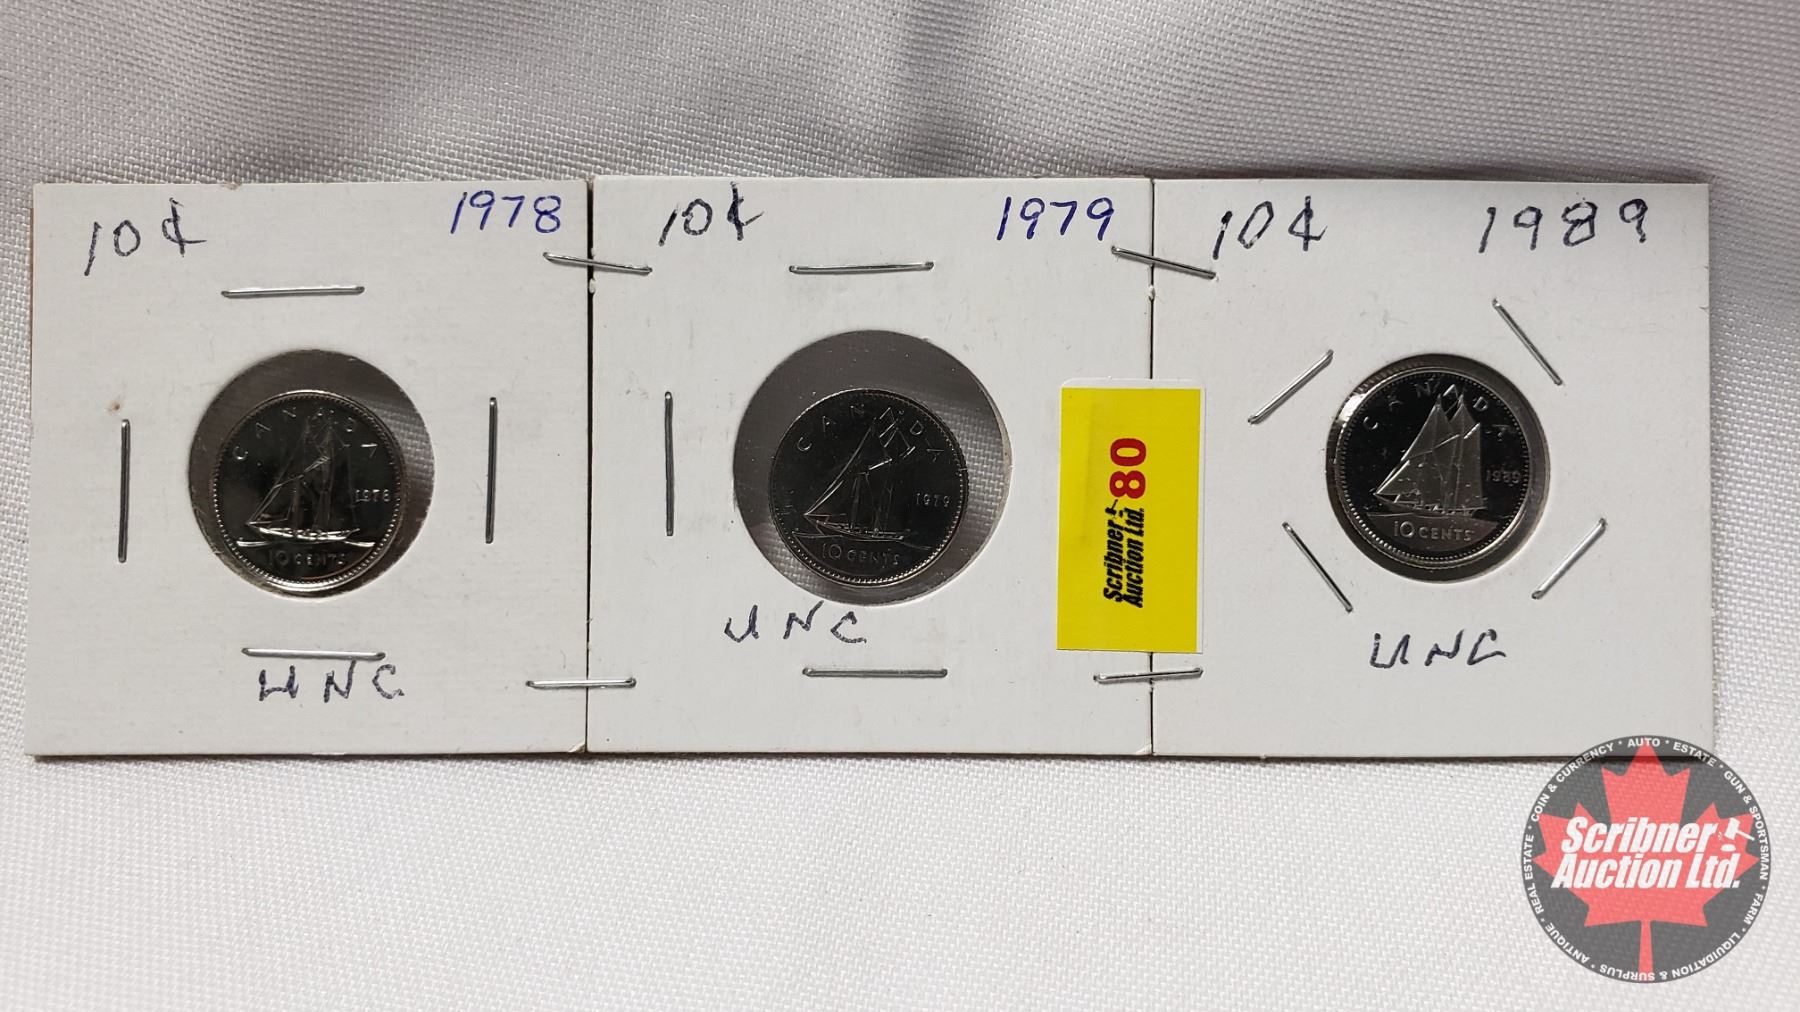 10¢ 1978
CANADA
1978
10 CENTS
UNC
10¢ 1979
CANADA
1979
10 CENTS
UNC
Scribner
Auction Ltd.
80
10¢ 1989
CANADA
1989
10 CENTS
UNC
COIN & CURRENCY * AUTO * ESTATE * GUN & SPORTSMAN * FARM * LIQUIDATION & SURPLUS * ANTIQUE * REAL ESTATE *
Scribner
Auction Ltd.